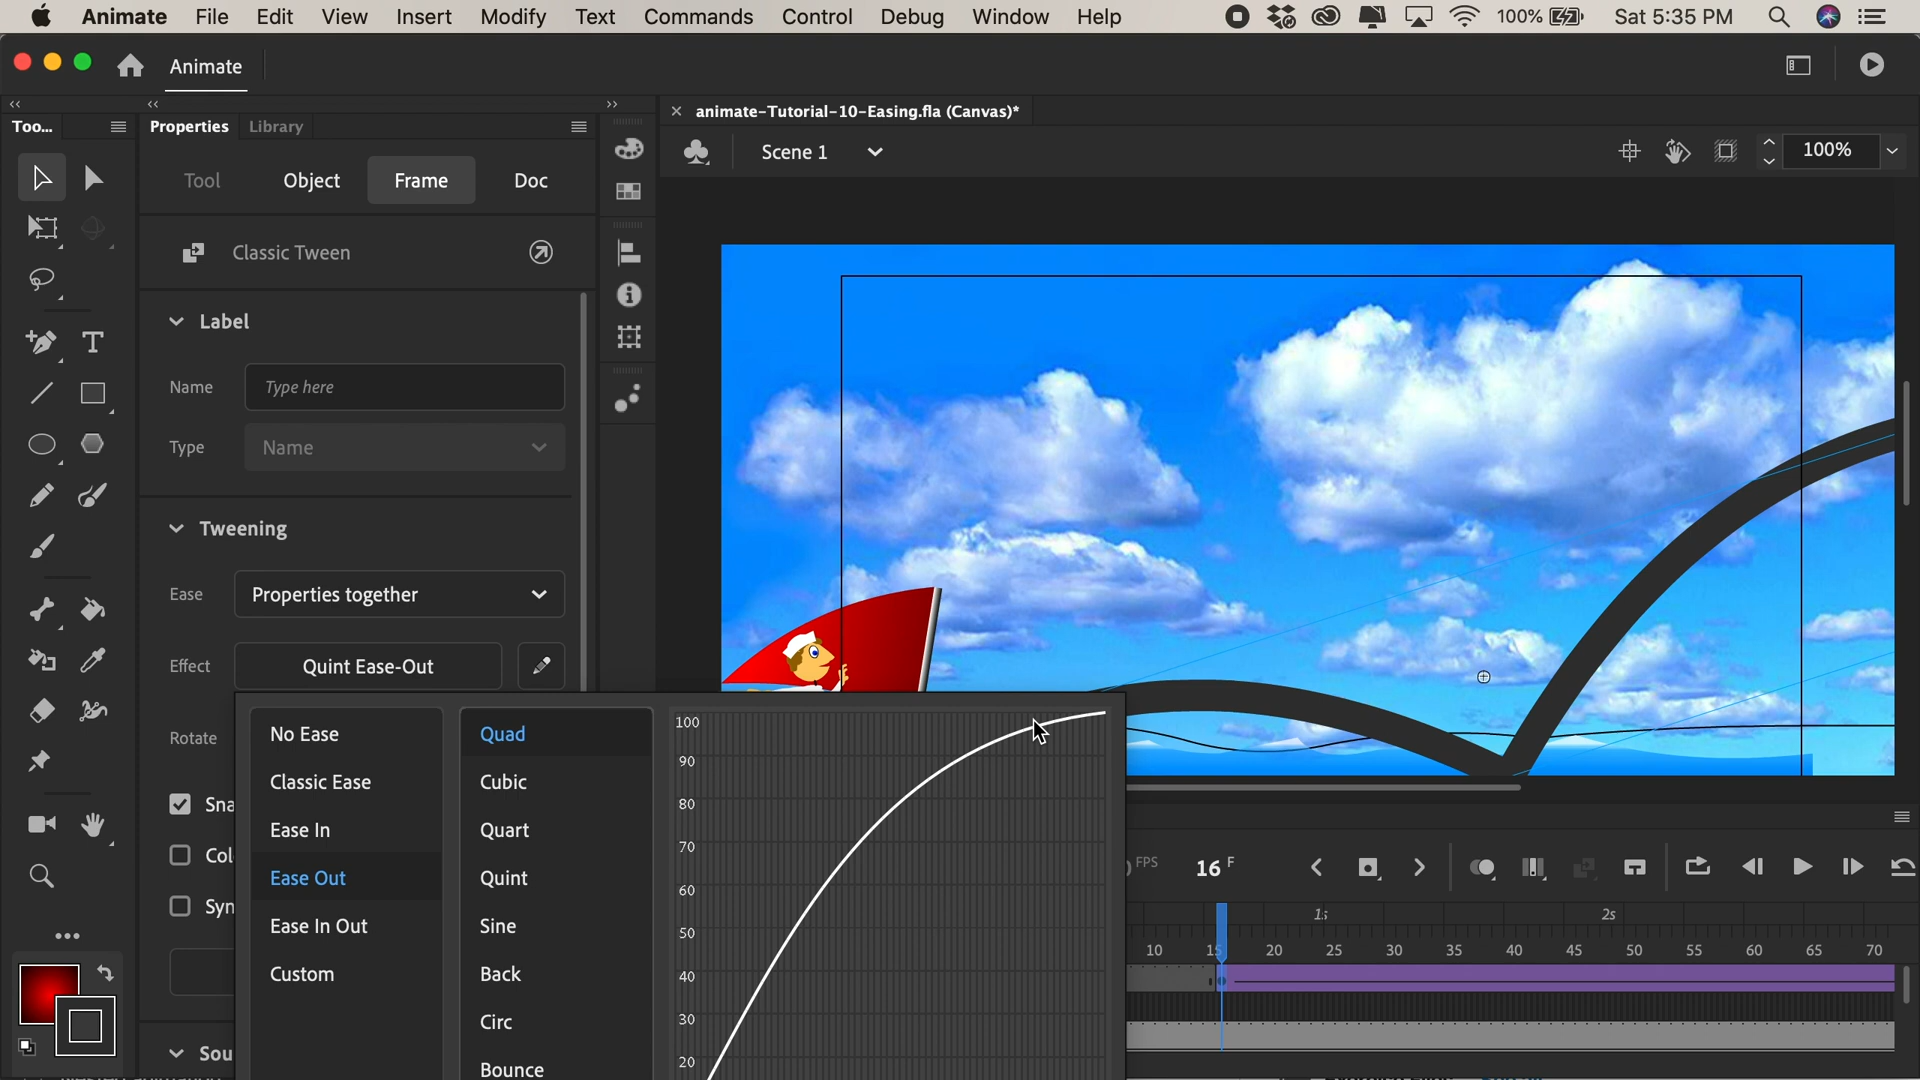 Animate File Edit View Insert Modify Text Commands Control Debug Window Help 100% Sat 5:35 PM
Animate
Too... Properties Library animate-Tutorial-10-Easing.fla (Canvas)*
Scene 1 100%
Tool Object Frame Doc
Classic Tween
Label
Name Type here
Type Name
Tweening
Ease Properties together
Effect Quint Ease-Out
Rotate
Sna
Col
Syn
Sou
No Ease
Classic Ease
Ease In
Ease Out
Ease In Out
Custom
Quad
Cubic
Quart
Quint
Sine
Back
Circ
Bounce
100
90
80
70
60
50
40
30
20
FPS 16 F
1s 2s
10 15 20 25 30 35 40 45 50 55 60 65 70